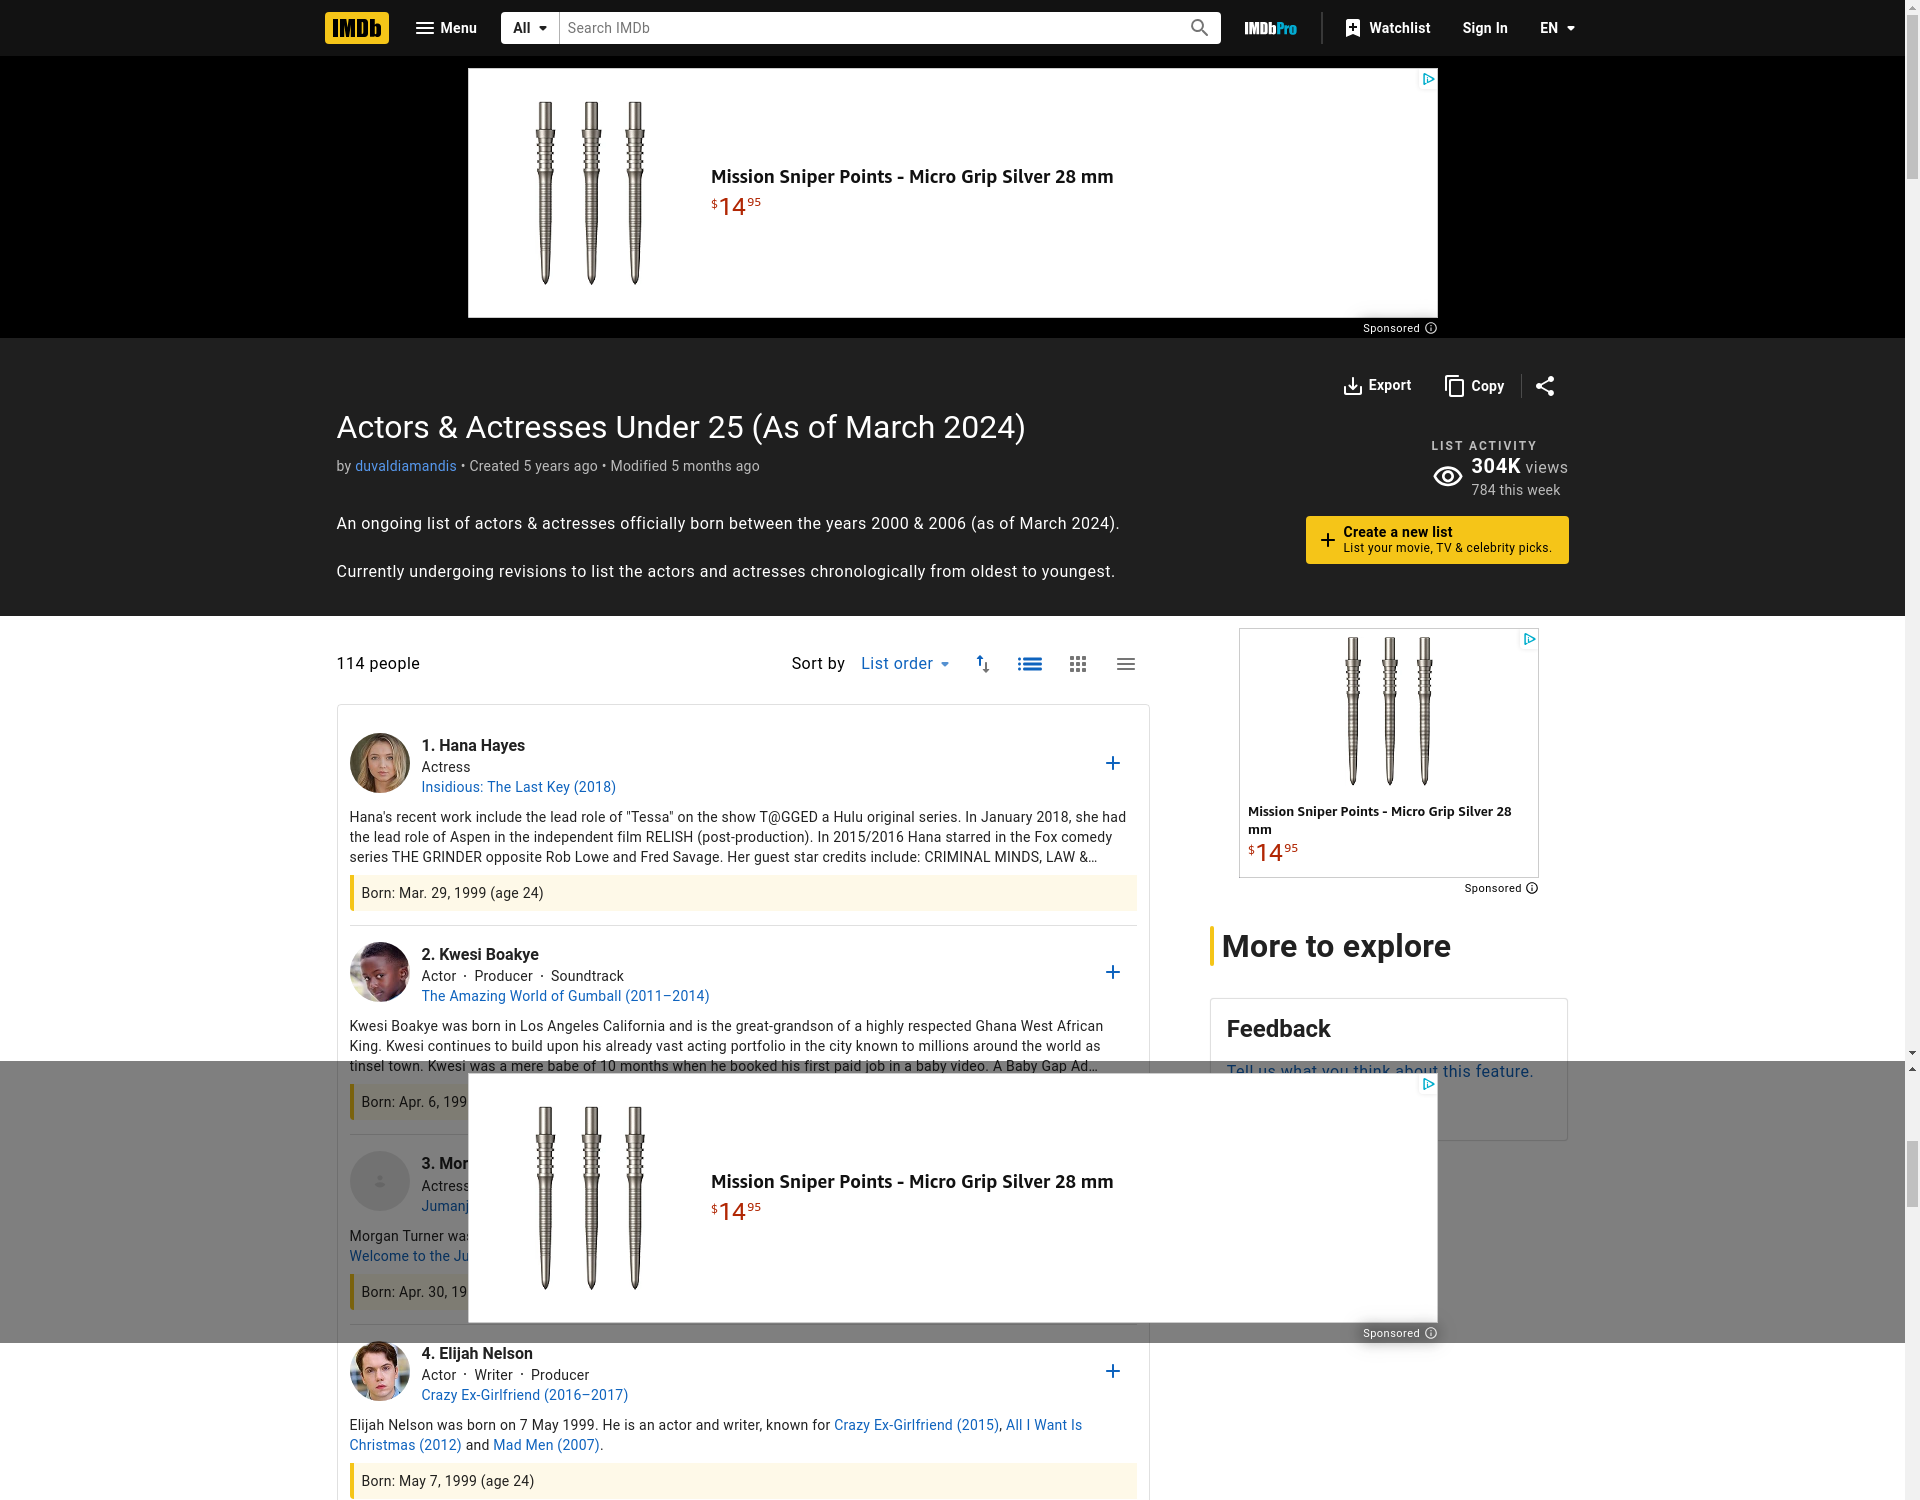 IMDb
Menu
All
Search IMDb
IMDbPro
Watchlist
Sign In
EN
Mission Sniper Points - Micro Grip Silver 28 mm
$14.95
Sponsored
Export
Copy
Actors & Actresses Under 25 (As of March 2024)
by duvaldiamandis • Created 5 years ago • Modified 5 months ago
LIST ACTIVITY
304K views
784 this week
An ongoing list of actors & actresses officially born between the years 2000 & 2006 (as of March 2024).
Create a new list
List your movie, TV & celebrity picks.
Currently undergoing revisions to list the actors and actresses chronologically from oldest to youngest.
114 people
Sort by List order
1. Hana Hayes
Actress
Insidious: The Last Key (2018)
Hana's recent work include the lead role of "Tessa" on the show T@GGED a Hulu original series. In January 2018, she had
the lead role of Aspen in the independent film RELISH (post-production). In 2015/2016 Hana starred in the Fox comedy
series THE GRINDER opposite Rob Lowe and Fred Savage. Her guest star credits include: CRIMINAL MINDS, LAW &…
Born: Mar. 29, 1999 (age 24)
Mission Sniper Points - Micro Grip Silver 28
mm
$14.95
Sponsored
More to explore
Feedback
Tell us what you think about this feature.
2. Kwesi Boakye
Actor · Producer · Soundtrack
The Amazing World of Gumball (2011–2014)
Kwesi Boakye was born in Los Angeles California and is the great-grandson of a highly respected Ghana West African
King. Kwesi continues to build upon his already vast acting portfolio in the city known to millions around the world as
tinsel town. Kwesi was a mere babe of 10 months when he booked his first paid job in a baby video. A Baby Gap Ad…
Born: Apr. 6, 199
3. Mor
Actress
Jumanj
Morgan Turner was
Welcome to the Ju
Born: Apr. 30, 19
Mission Sniper Points - Micro Grip Silver 28 mm
$14.95
Sponsored
4. Elijah Nelson
Actor · Writer · Producer
Crazy Ex-Girlfriend (2016–2017)
Elijah Nelson was born on 7 May 1999. He is an actor and writer, known for Crazy Ex-Girlfriend (2015), All I Want Is
Christmas (2012) and Mad Men (2007).
Born: May 7, 1999 (age 24)